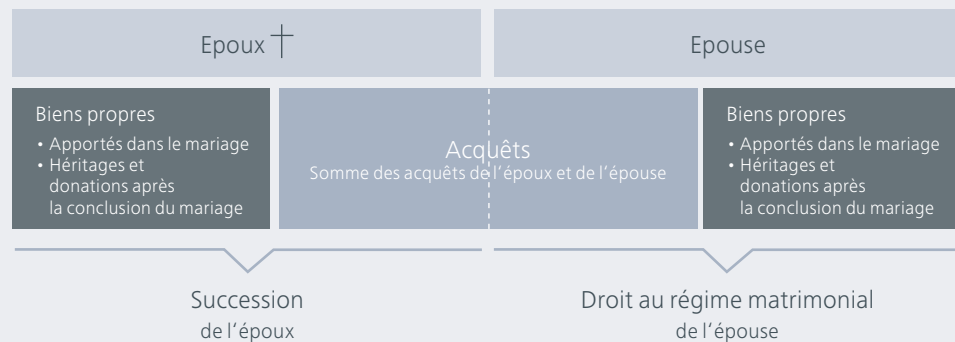 Epoux †
Epouse
Biens propres
• Apportés dans le mariage
• Héritages et
donations après
la conclusion du mariage
Acquêts
Somme des acquêts de l'époux et de l'épouse
Biens propres
• Apportés dans le mariage
• Héritages et
donations après
la conclusion du mariage
Succession
de l'époux
Droit au régime matrimonial
de l'épouse